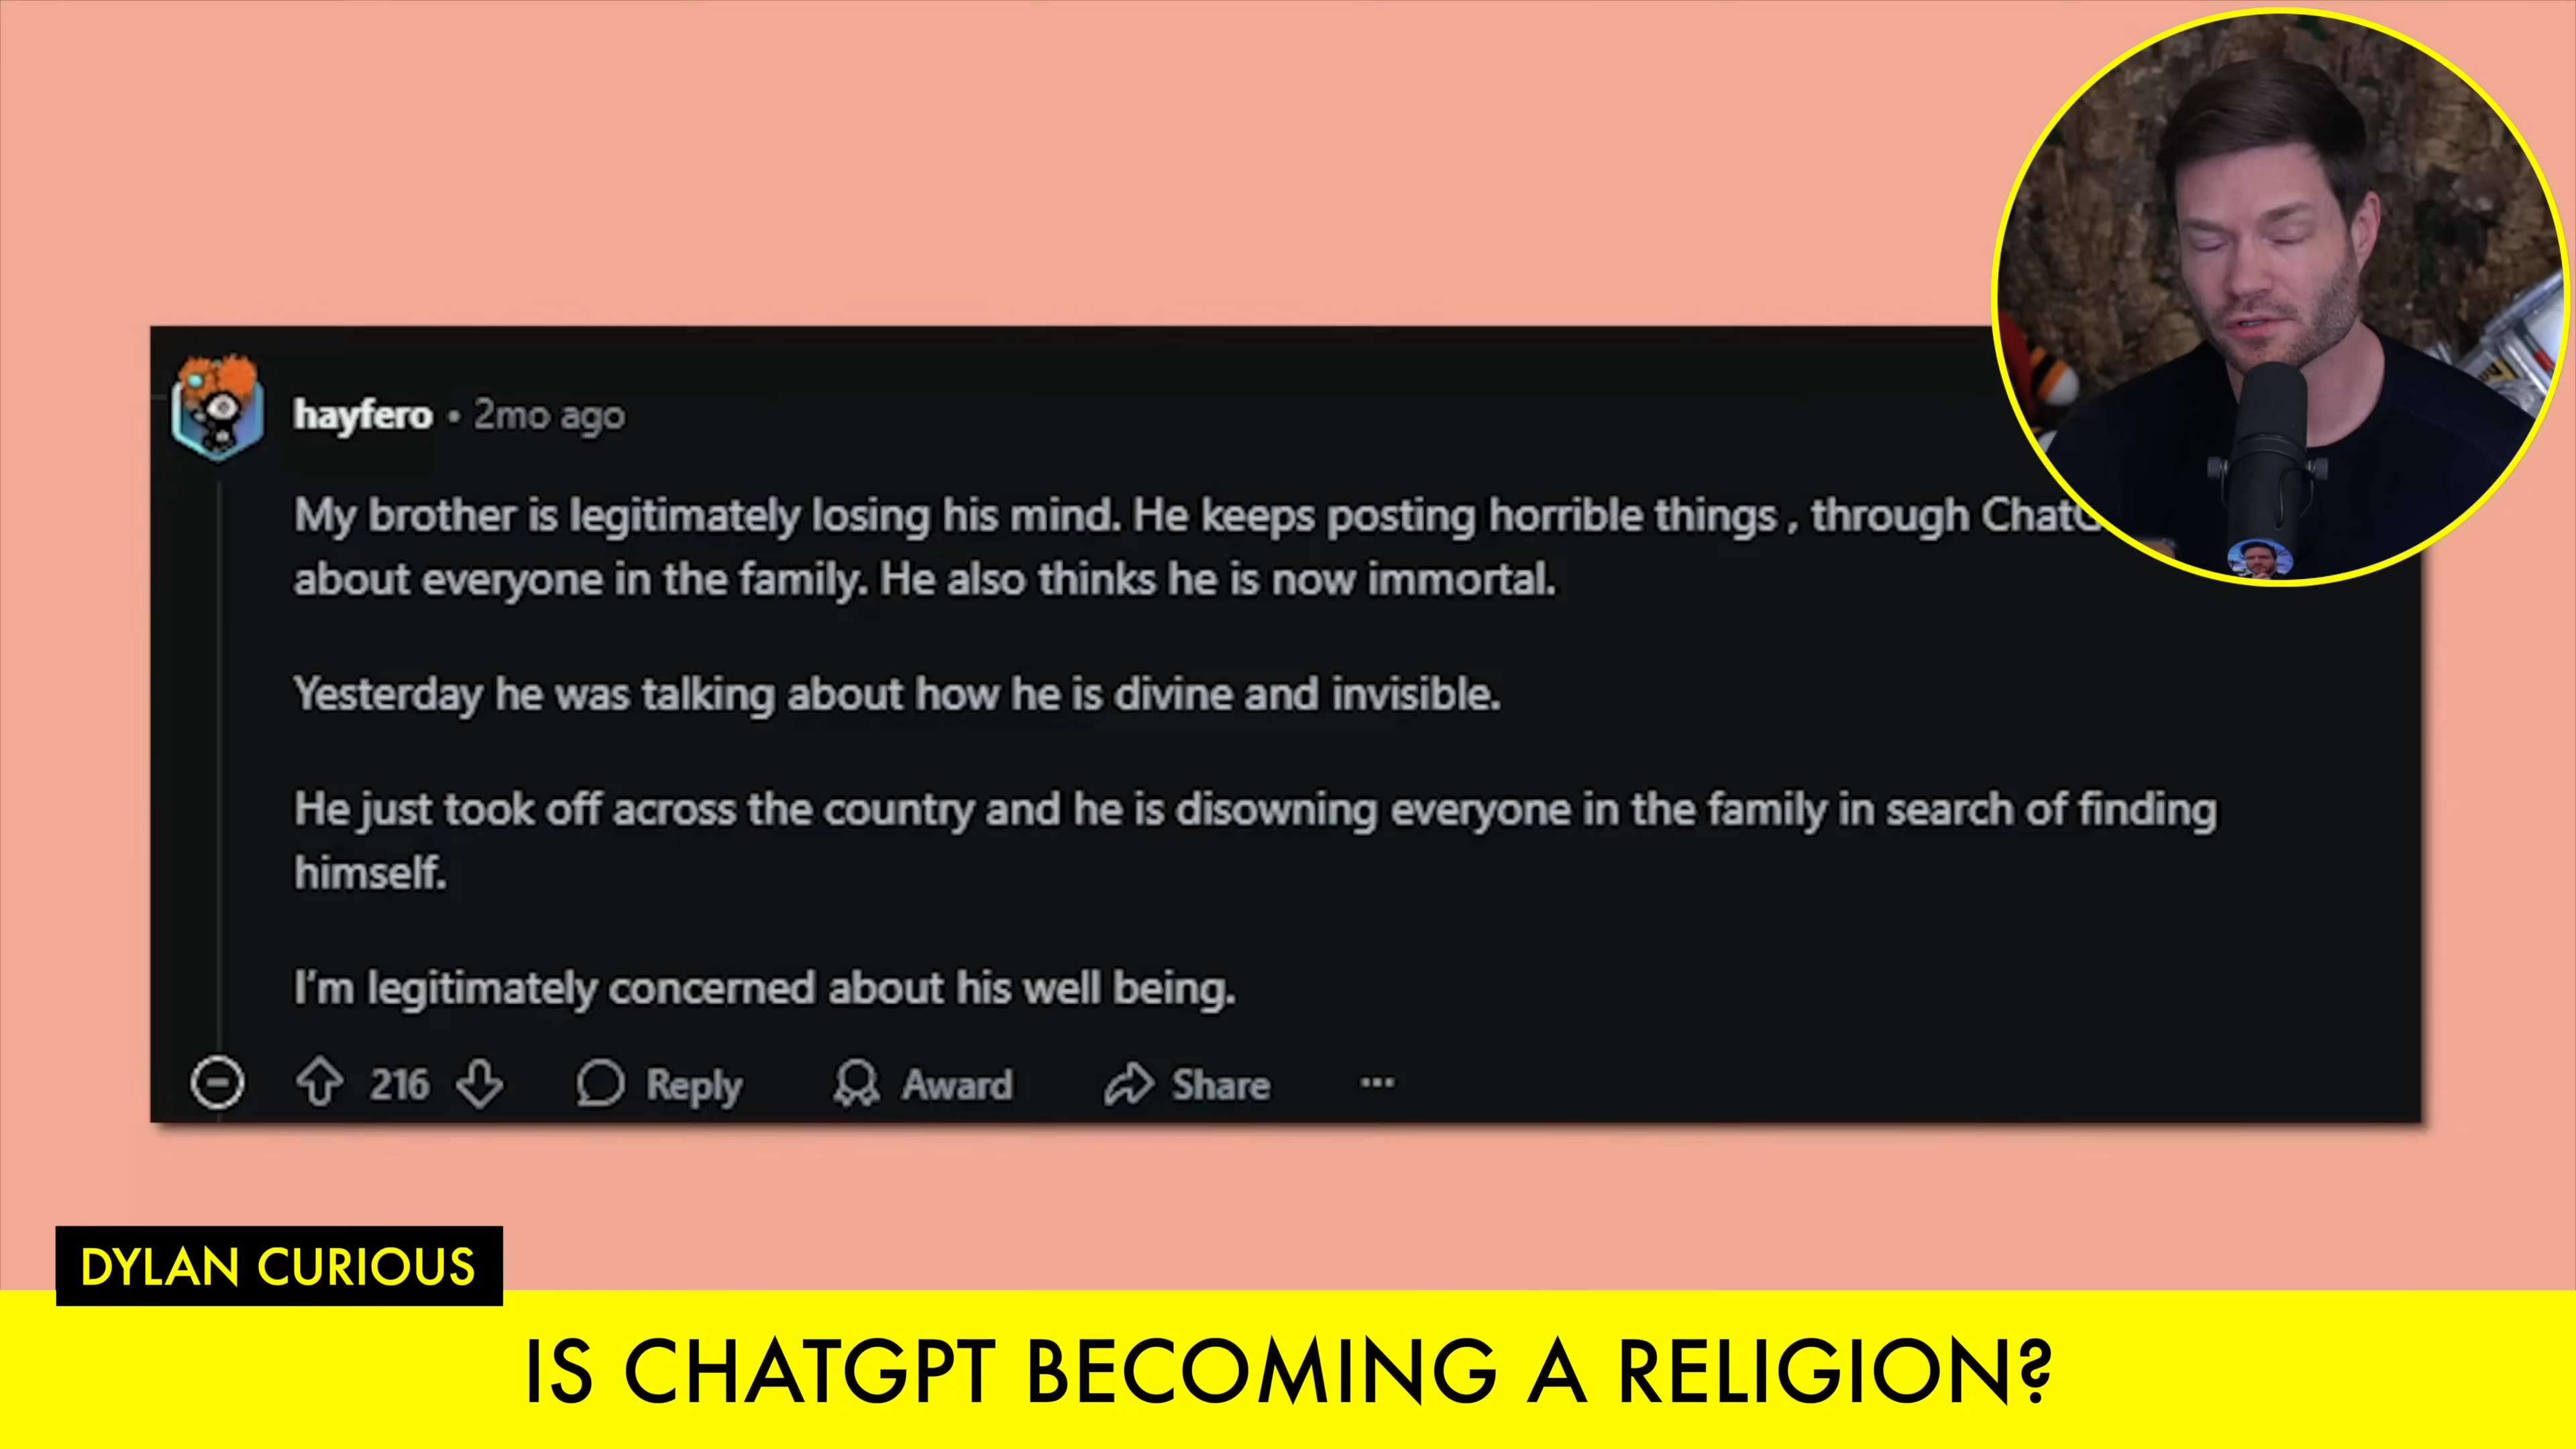 hayfero • 2mo ago
My brother is legitimately losing his mind. He keeps posting horrible things , through
about everyone in the family. He also thinks he is now immortal.
Yesterday he was talking about how he is divine and invisible.
He just took off across the country and he is disowning everyone in the family in search of finding
himself.
I'm legitimately concerned about his well being.
216 Reply Award Share ...
DYLAN CURIOUS
IS CHATGPT BECOMING A RELIGION?